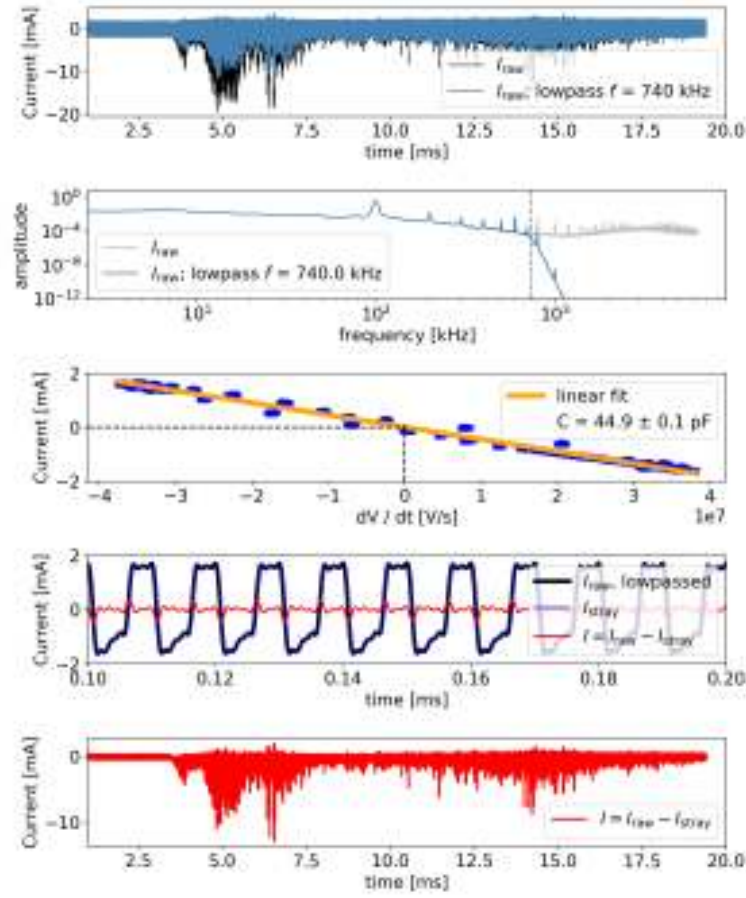 0
−10
−20
Current [mA]
I_raw
I_raw: lowpass f = 740 kHz
2.5 5.0 7.5 10.0 12.5 15.0 17.5 20.0
time [ms]
10^0
10^−4
10^−8
10^−12
amplitude
I_raw
I_raw: lowpass f = 740.0 kHz
frequency [kHz]
2
0
−2
Current [mA]
linear fit
C = 44.9 ± 0.1 pF
−4 −3 −2 −1 0 1 2 3 4
dV / dt [V/s]
1e7
2
0
−2
Current [mA]
I_raw: lowpassed
I_stray
I = I_raw − I_stray
0.10 0.12 0.14 0.16 0.18 0.20
time [ms]
0
−10
Current [mA]
I = I_raw − I_stray
2.5 5.0 7.5 10.0 12.5 15.0 17.5 20.0
time [ms]